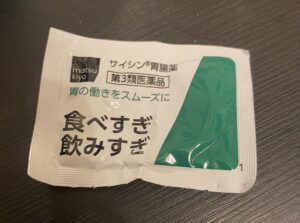 matsu
kiyo
サイシン®胃腸薬
第3類医薬品
胃の働きをスムーズに
食べすぎ
飲みすぎ
1